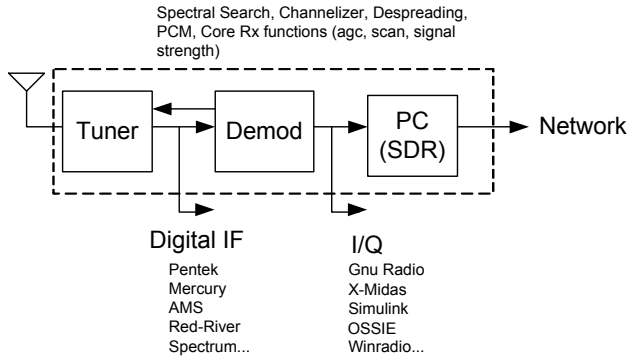 Spectral Search, Channelizer, Despreading,
PCM, Core Rx functions (agc, scan, signal
strength)
Tuner
Demod
PC
(SDR)
Network
Digital IF
Pentek
Mercury
AMS
Red-River
Spectrum...
I/Q
Gnu Radio
X-Midas
Simulink
OSSIE
Winradio...